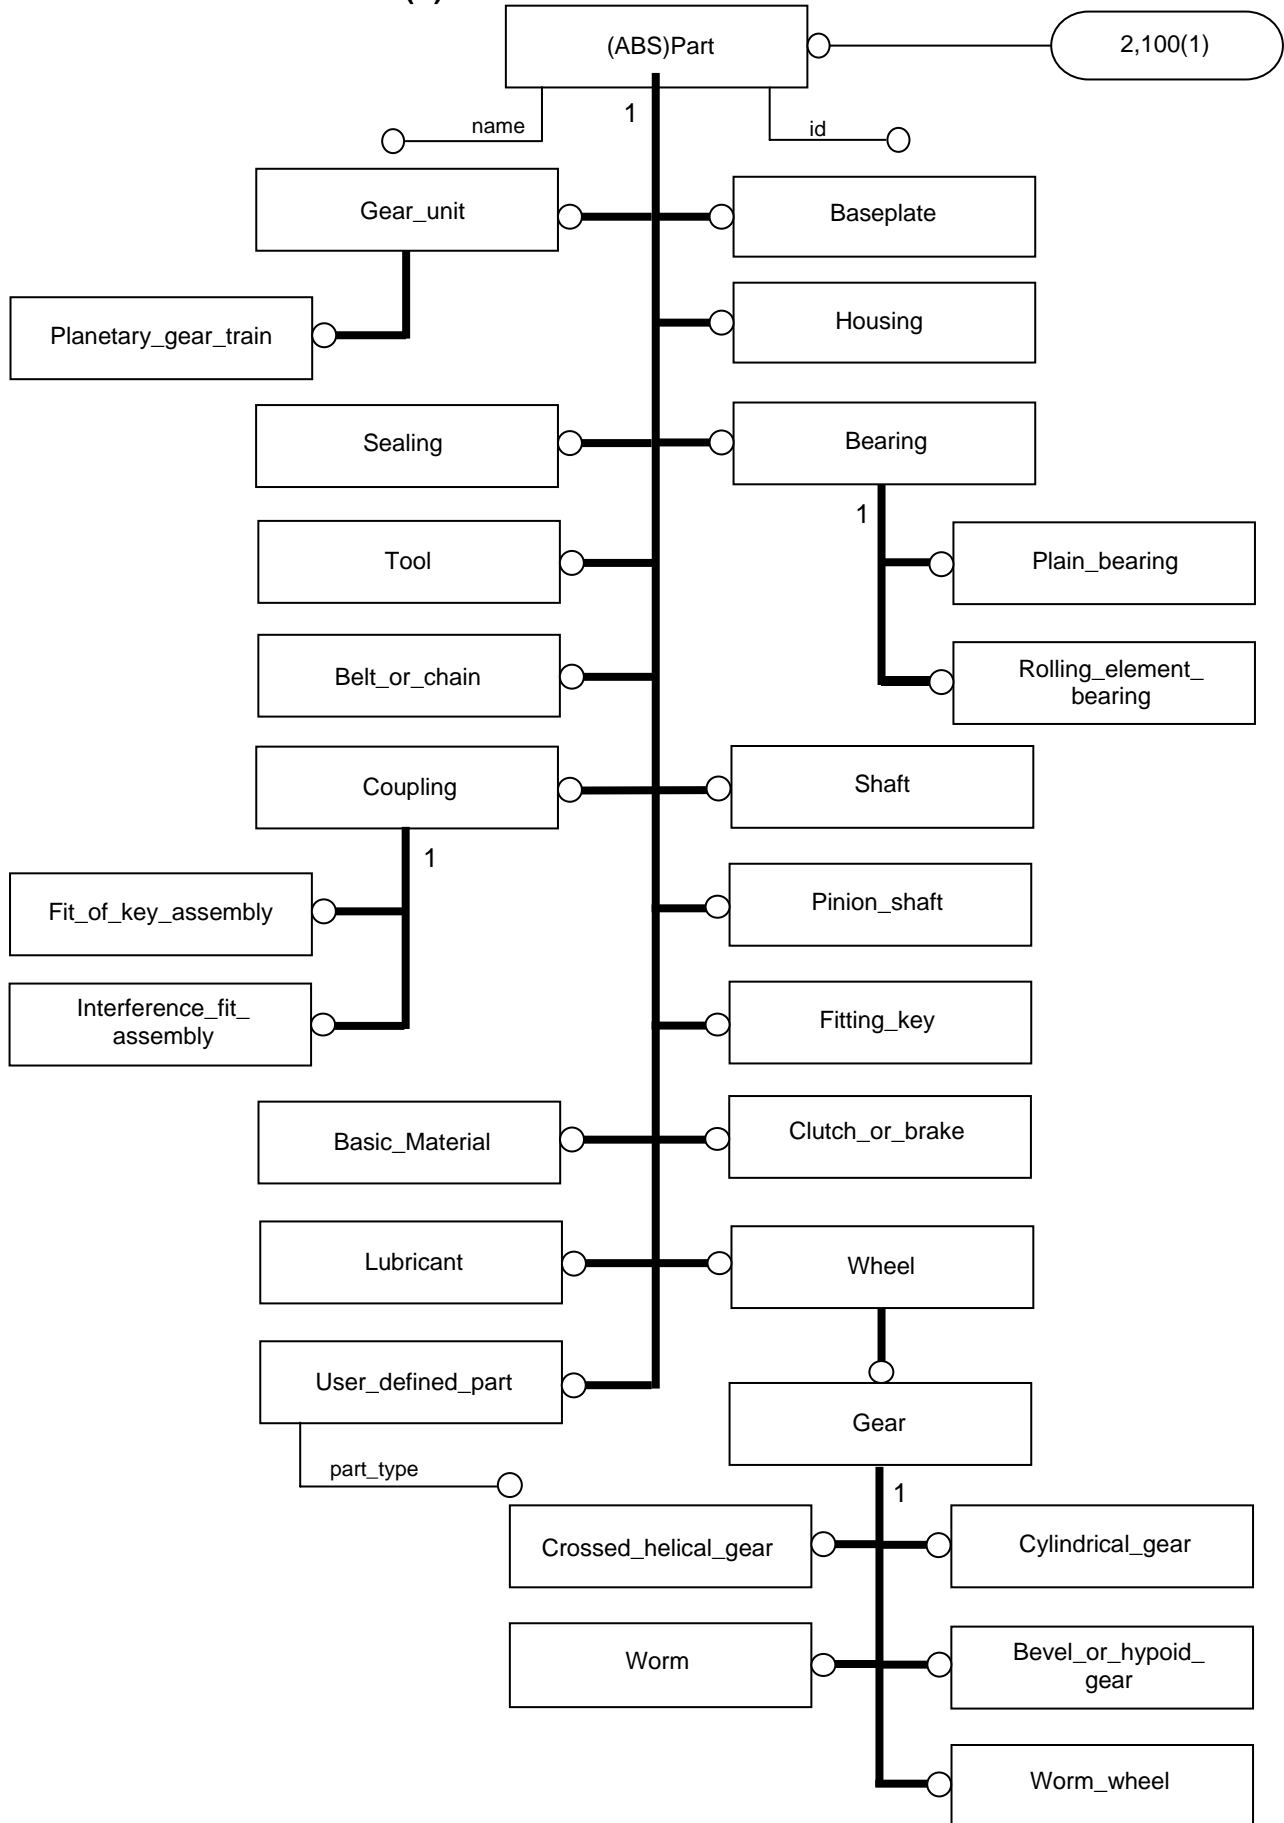 (ABS)Part
2,100(1)
1
name
id
Gear_unit
Baseplate
Planetary_gear_train
Housing
Sealing
Bearing
1
Tool
Plain_bearing
Belt_or_chain
Rolling_element_
bearing
Coupling
Shaft
1
Fit_of_key_assembly
Pinion_shaft
Interference_fit_
assembly
Fitting_key
Basic_Material
Clutch_or_brake
Lubricant
Wheel
User_defined_part
Gear
part_type
1
Crossed_helical_gear
Cylindrical_gear
Worm
Bevel_or_hypoid_
gear
Worm_wheel